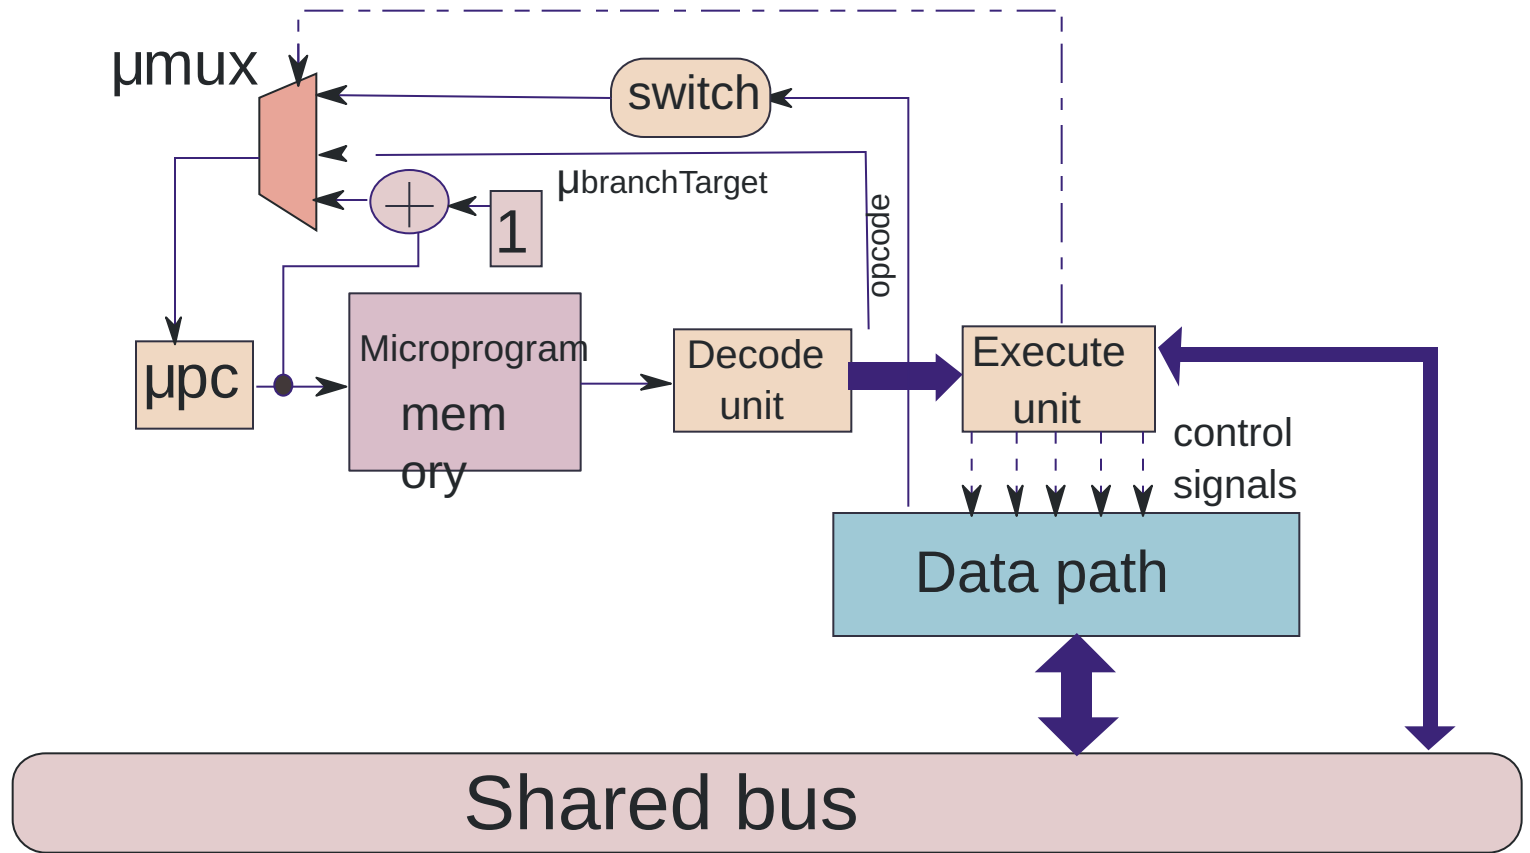 μmux
switch
μbranchTarget
1
opcode
μpc
Microprogram
mem
ory
Decode
unit
Execute
unit
control
signals
Data path
Shared bus